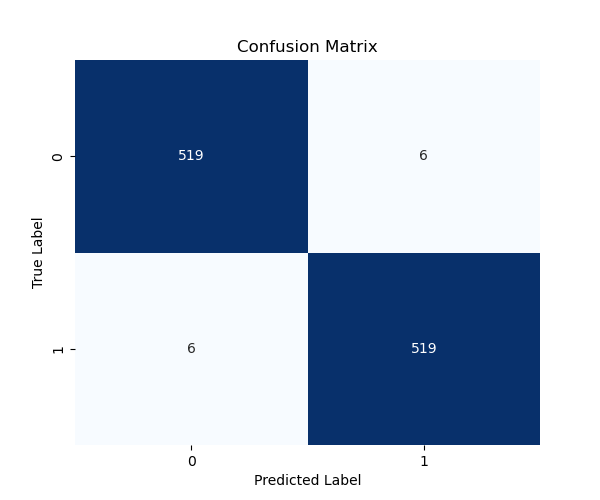 Confusion Matrix
0
519
6
True Label
1
6
519
0
1
Predicted Label